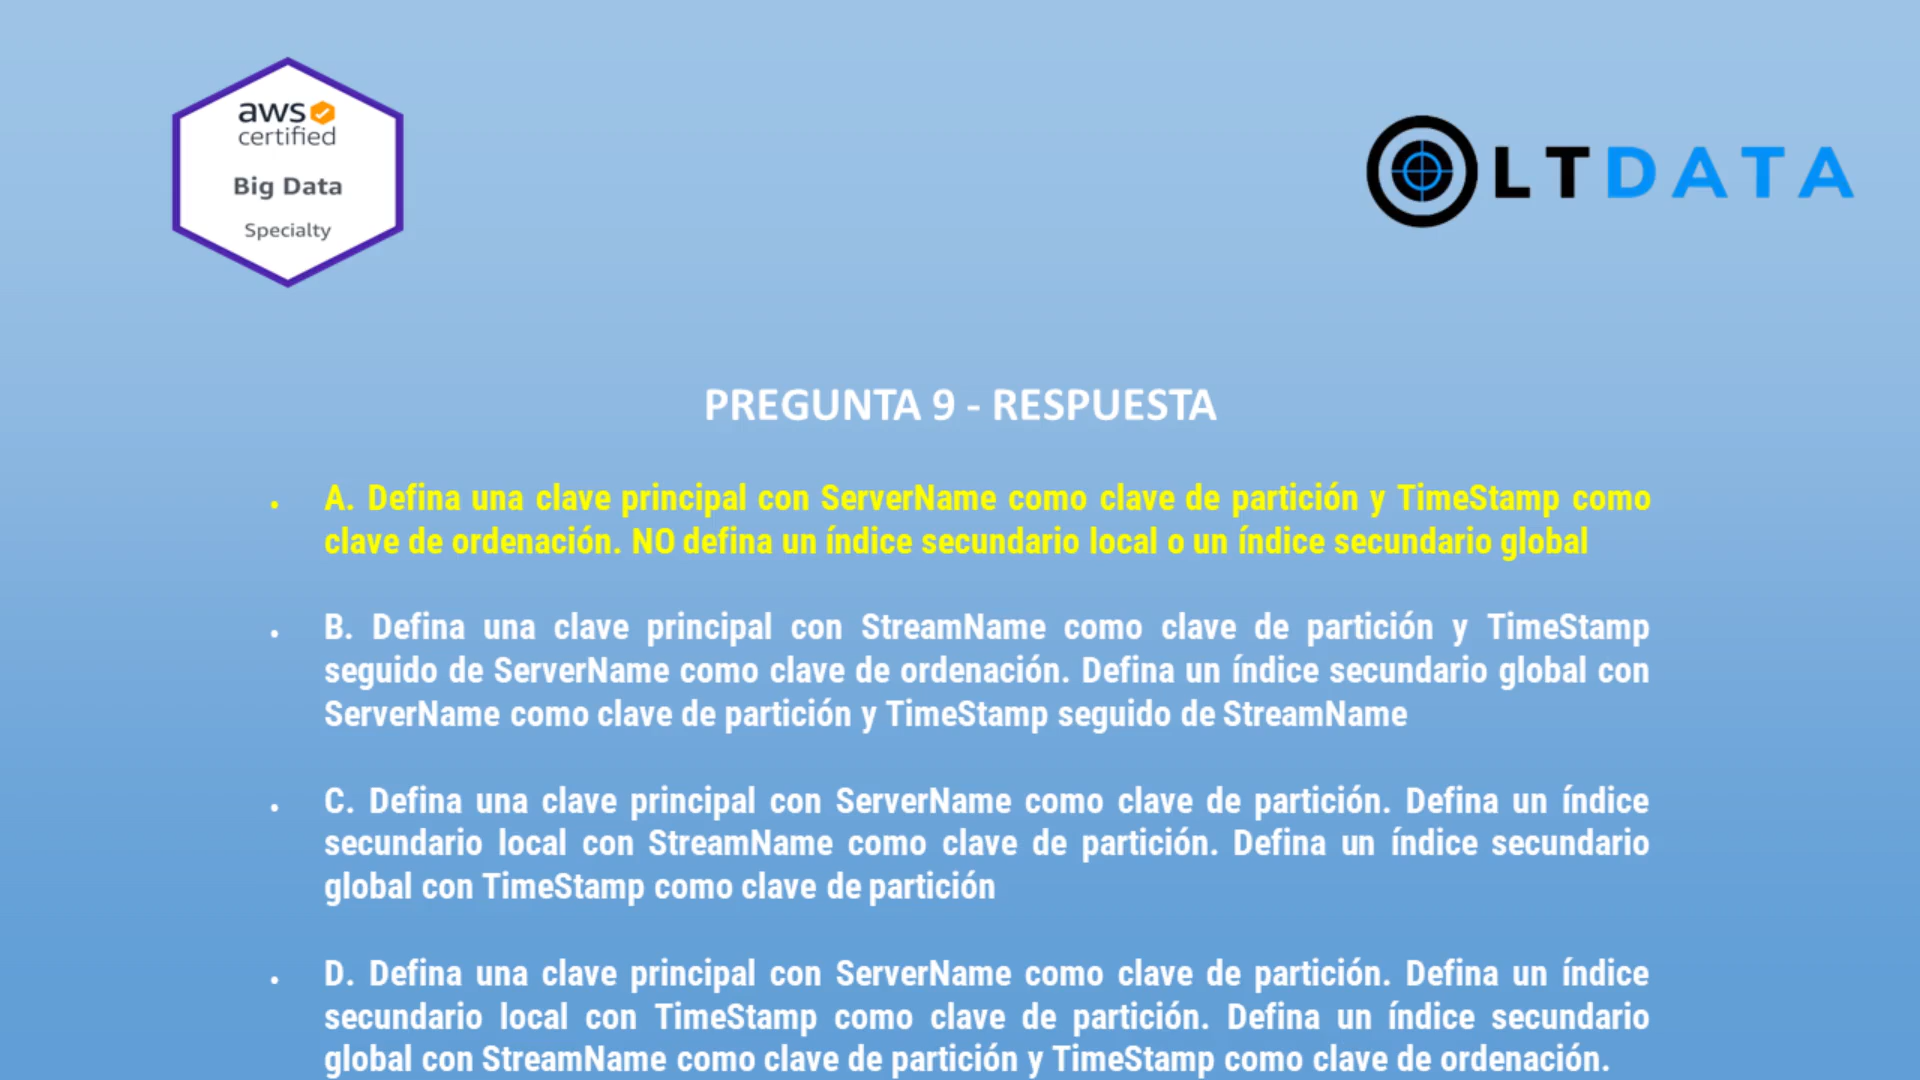 aws
certified
Big Data
Specialty
LTDATA
PREGUNTA 9 - RESPUESTA
• A. Defina una clave principal con ServerName como clave de partición y TimeStamp como
clave de ordenación. NO defina un índice secundario local o un índice secundario global
• B. Defina una clave principal con StreamName como clave de partición y TimeStamp
seguido de ServerName como clave de ordenación. Defina un índice secundario global con
ServerName como clave de partición y TimeStamp seguido de StreamName
• C. Defina una clave principal con ServerName como clave de partición. Defina un índice
secundario local con StreamName como clave de partición. Defina un índice secundario
global con TimeStamp como clave de partición
• D. Defina una clave principal con ServerName como clave de partición. Defina un índice
secundario local con TimeStamp como clave de partición. Defina un índice secundario
global con StreamName como clave de partición y TimeStamp como clave de ordenación.